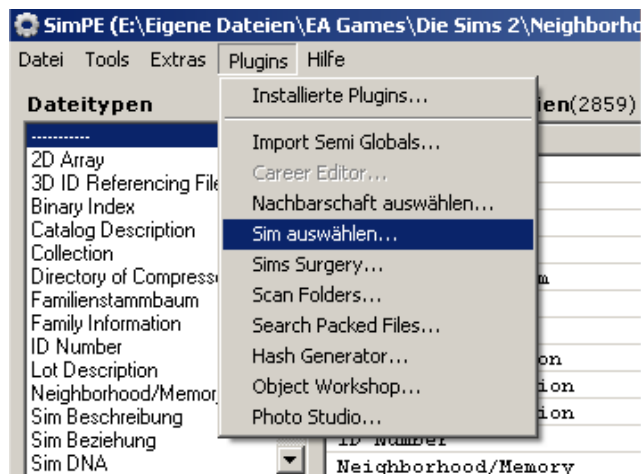 SimPE (E:\Eigene Dateien\EA Games\Die Sims 2\Neighborho
Datei Tools Extras Plugins Hilfe
Dateitypen
ien(2859)
----------
2D Array
3D ID Referencing File
Binary Index
Catalog Description
Collection
Directory of Compress
Familienstammbaum
Family Information
ID Number
Lot Description
Neighborhood/Memor
Sim Beschreibung
Sim Beziehung
Sim DNA
Installierte Plugins...
Import Semi Globals...
Career Editor...
Nachbarschaft auswählen...
Sim auswählen...
Sims Surgery...
Scan Folders...
Search Packed Files...
Hash Generator...
Object Workshop...
Photo Studio...
m
on
ion
ion
ID Number
Neighborhood/Memory